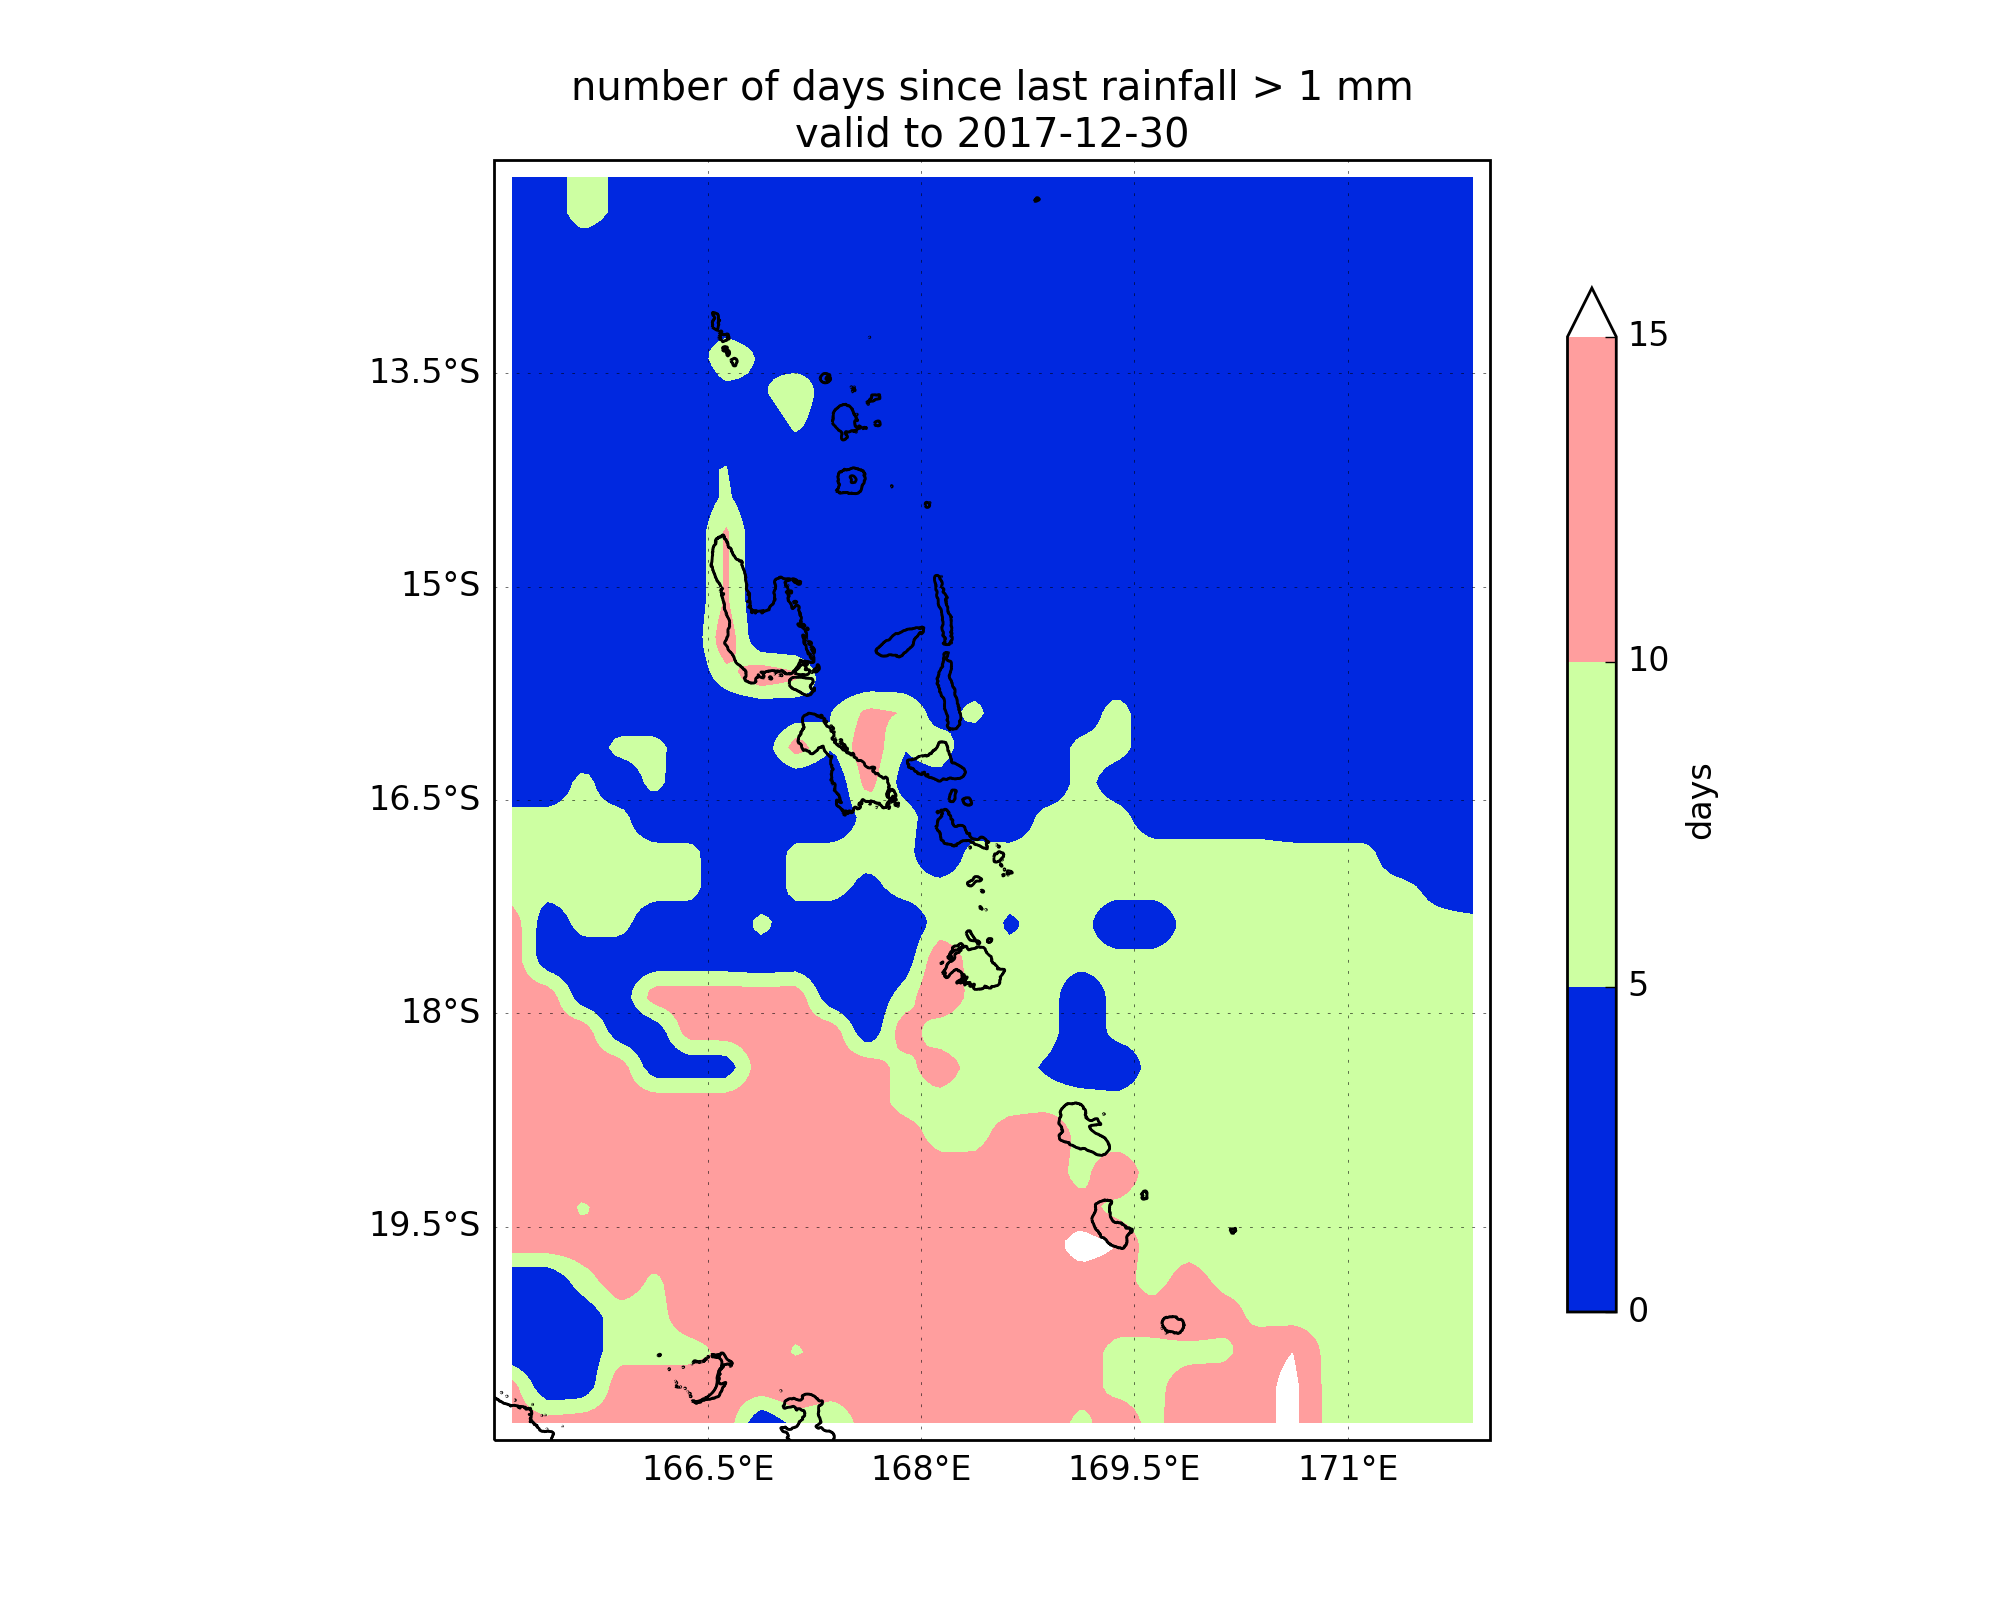 number of days since last rainfall > 1 mm
valid to 2017-12-30
13.5°S
15°S
16.5°S
18°S
19.5°S
166.5°E
168°E
169.5°E
171°E
15
10
5
0
days